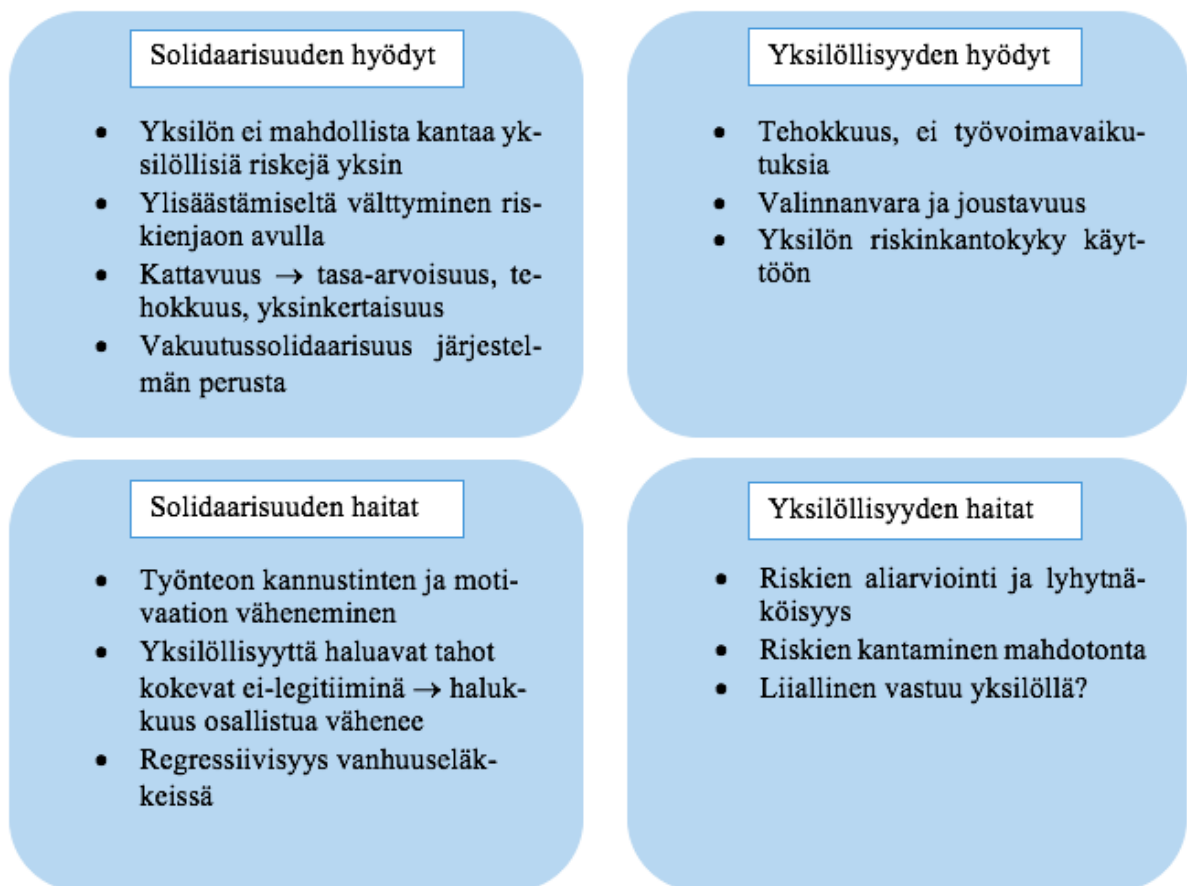 Solidaarisuuden hyödyt
• Yksilön ei mahdollista kantaa yk-
silöllisiä riskejä yksin
• Ylisäästämiseltä välttyminen ris-
kienjaon avulla
• Kattavuus → tasa-arvoisuus, te-
hokkuus, yksinkertaisuus
• Vakuutussolidaarisuus järjestel-
män perusta
Yksilöllisyyden hyödyt
• Tehokkuus, ei työvoimavaiku-
tuksia
• Valinnanvara ja joustavuus
• Yksilön riskinkantokyky käyt-
töön
Solidaarisuuden haitat
• Työnteon kannustinten ja moti-
vaation väheneminen
• Yksilöllisyyttä haluavat tahot
kokevat ei-legitiiminä → haluk-
kuus osallistua vähenee
• Regressiivisyys vanhuuseläk-
keissä
Yksilöllisyyden haitat
• Riskien aliarviointi ja lyhytnä-
köisyys
• Riskien kantaminen mahdotonta
• Liiallinen vastuu yksilöllä?